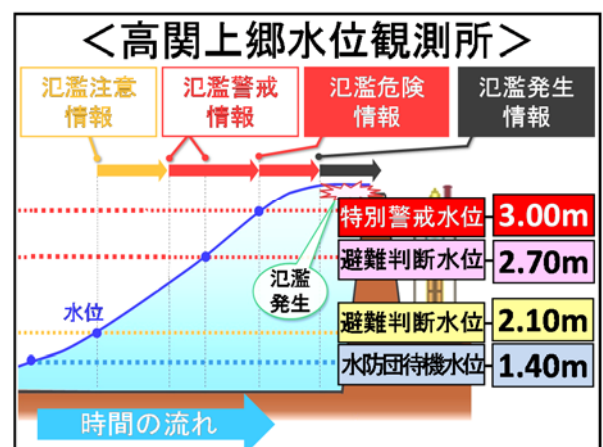 ＜高関上郷水位観測所＞
氾濫注意
情報
氾濫警戒
情報
氾濫危険
情報
氾濫発生
情報
特別警戒水位
3.00m
避難判断水位
2.70m
氾濫
発生
水位
避難判断水位
2.10m
水防団待機水位
1.40m
時間の流れ